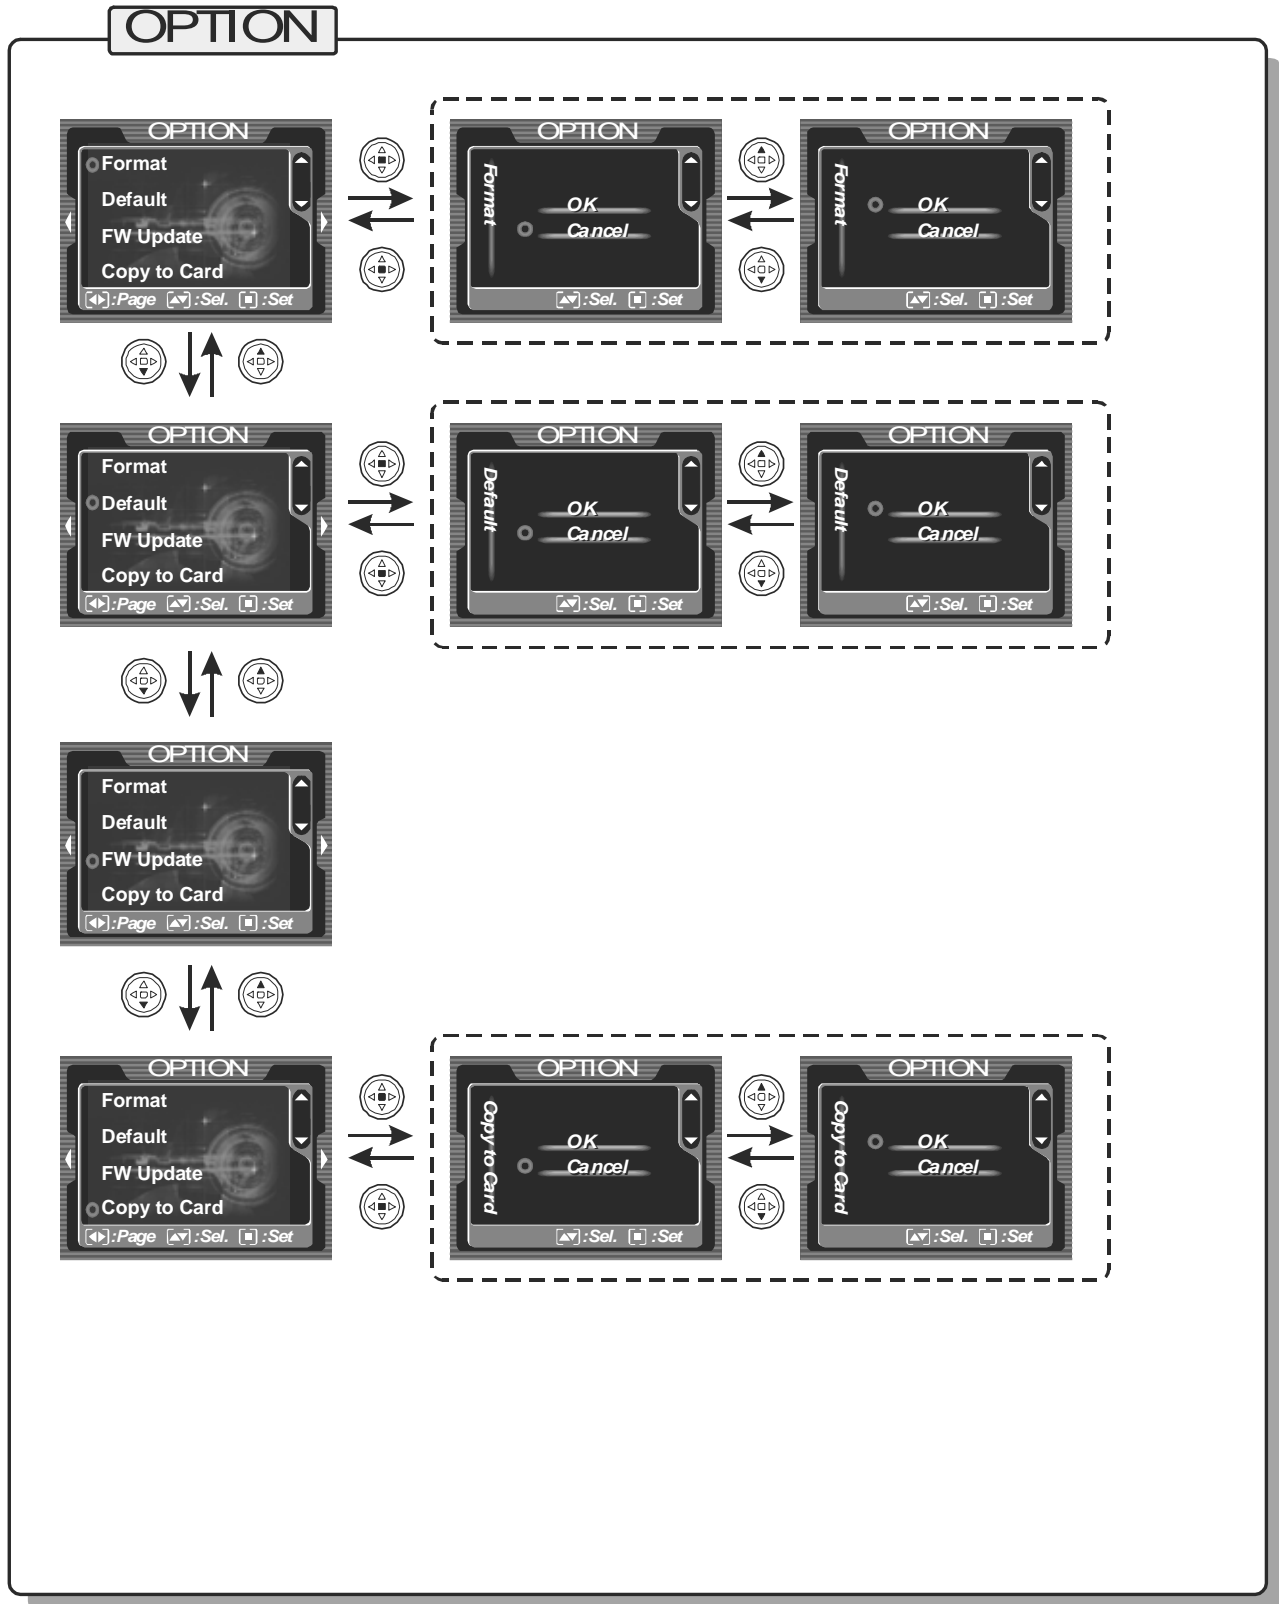 OPTION
OPTION
Format
Default
FW Update
Copy to Card
:Page :Sel. :Set
OPTION
Format
OK
Cancel
:Sel. :Set
OPTION
Format
OK
Cancel
:Sel. :Set
OPTION
Format
Default
FW Update
Copy to Card
:Page :Sel. :Set
OPTION
Default
OK
Cancel
:Sel. :Set
OPTION
Default
OK
Cancel
:Sel. :Set
OPTION
Format
Default
FW Update
Copy to Card
:Page :Sel. :Set
OPTION
Format
Default
FW Update
Copy to Card
:Page :Sel. :Set
OPTION
Copy to Card
OK
Cancel
:Sel. :Set
OPTION
Copy to Card
OK
Cancel
:Sel. :Set